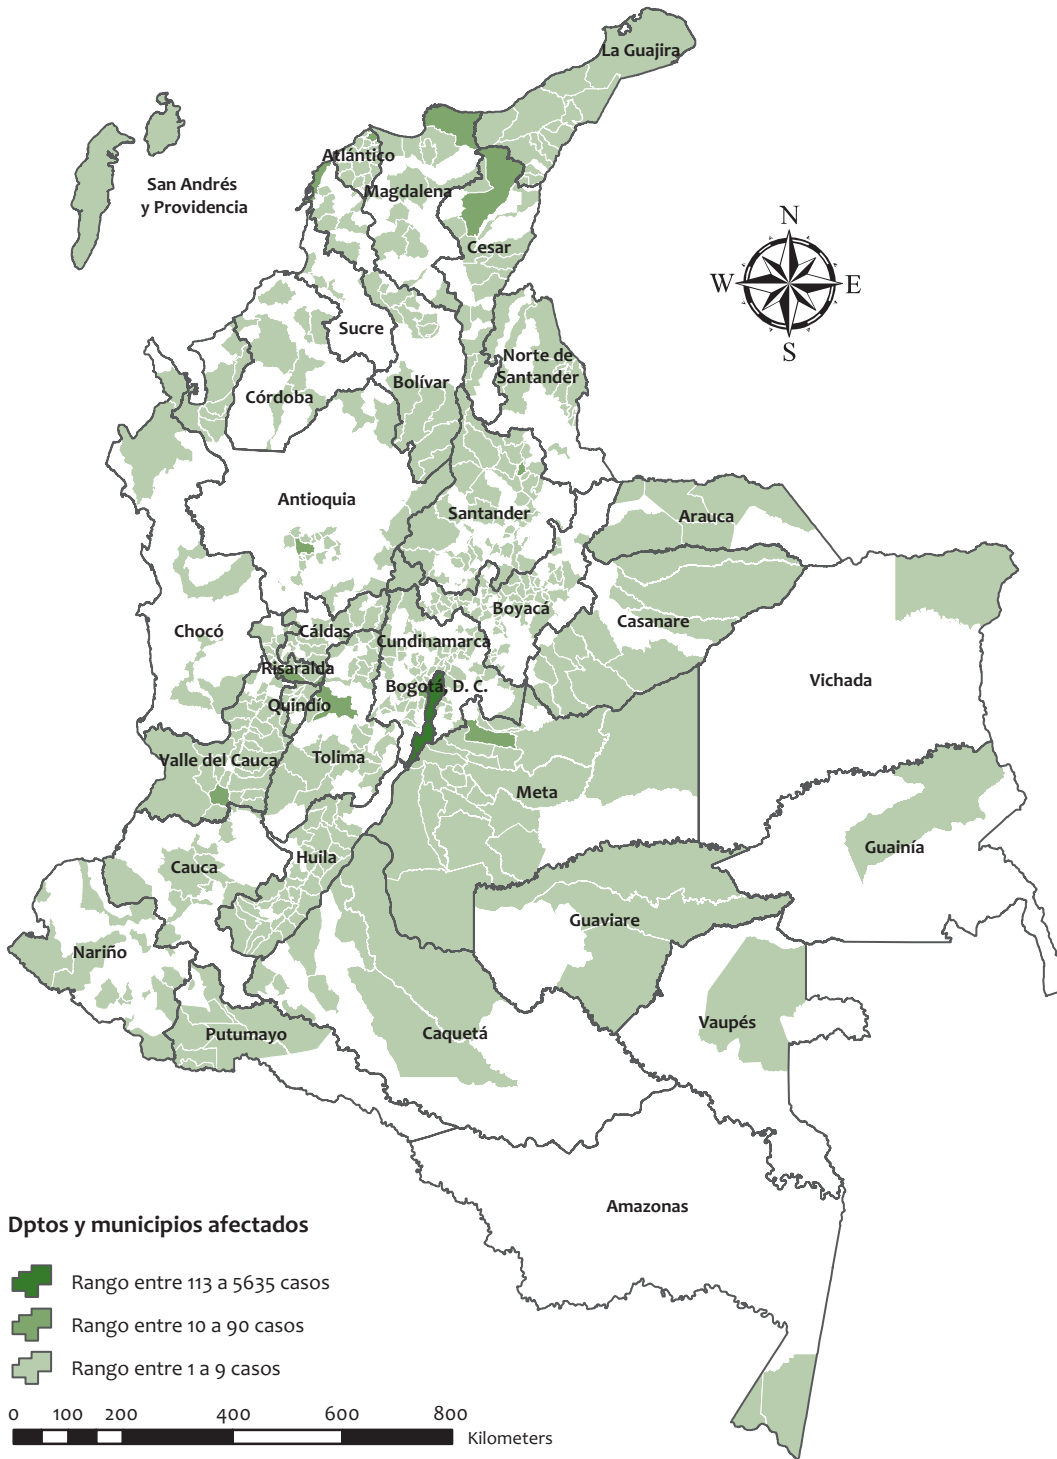 La Guajira
Atlántico
San Andrés
y Providencia
Magdalena
N
Cesar
W
E
S
Sucre
Norte de
Santander
Bolívar
Córdoba
Antioquia
Santander
Arauca
Boyacá
Casanare
Chocó
Cáldas
Cundinamarca
Risaralda
Vichada
Bogotá, D. C.
Quindío
Valle del Cauca
Tolima
Meta
Guainía
Huila
Cauca
Guaviare
Nariño
Vaupés
Putumayo
Caquetá
Amazonas
Dptos y municipios afectados
Rango entre 113 a 5635 casos
Rango entre 10 a 90 casos
Rango entre 1 a 9 casos
0 100 200 400 600 800
Kilometers